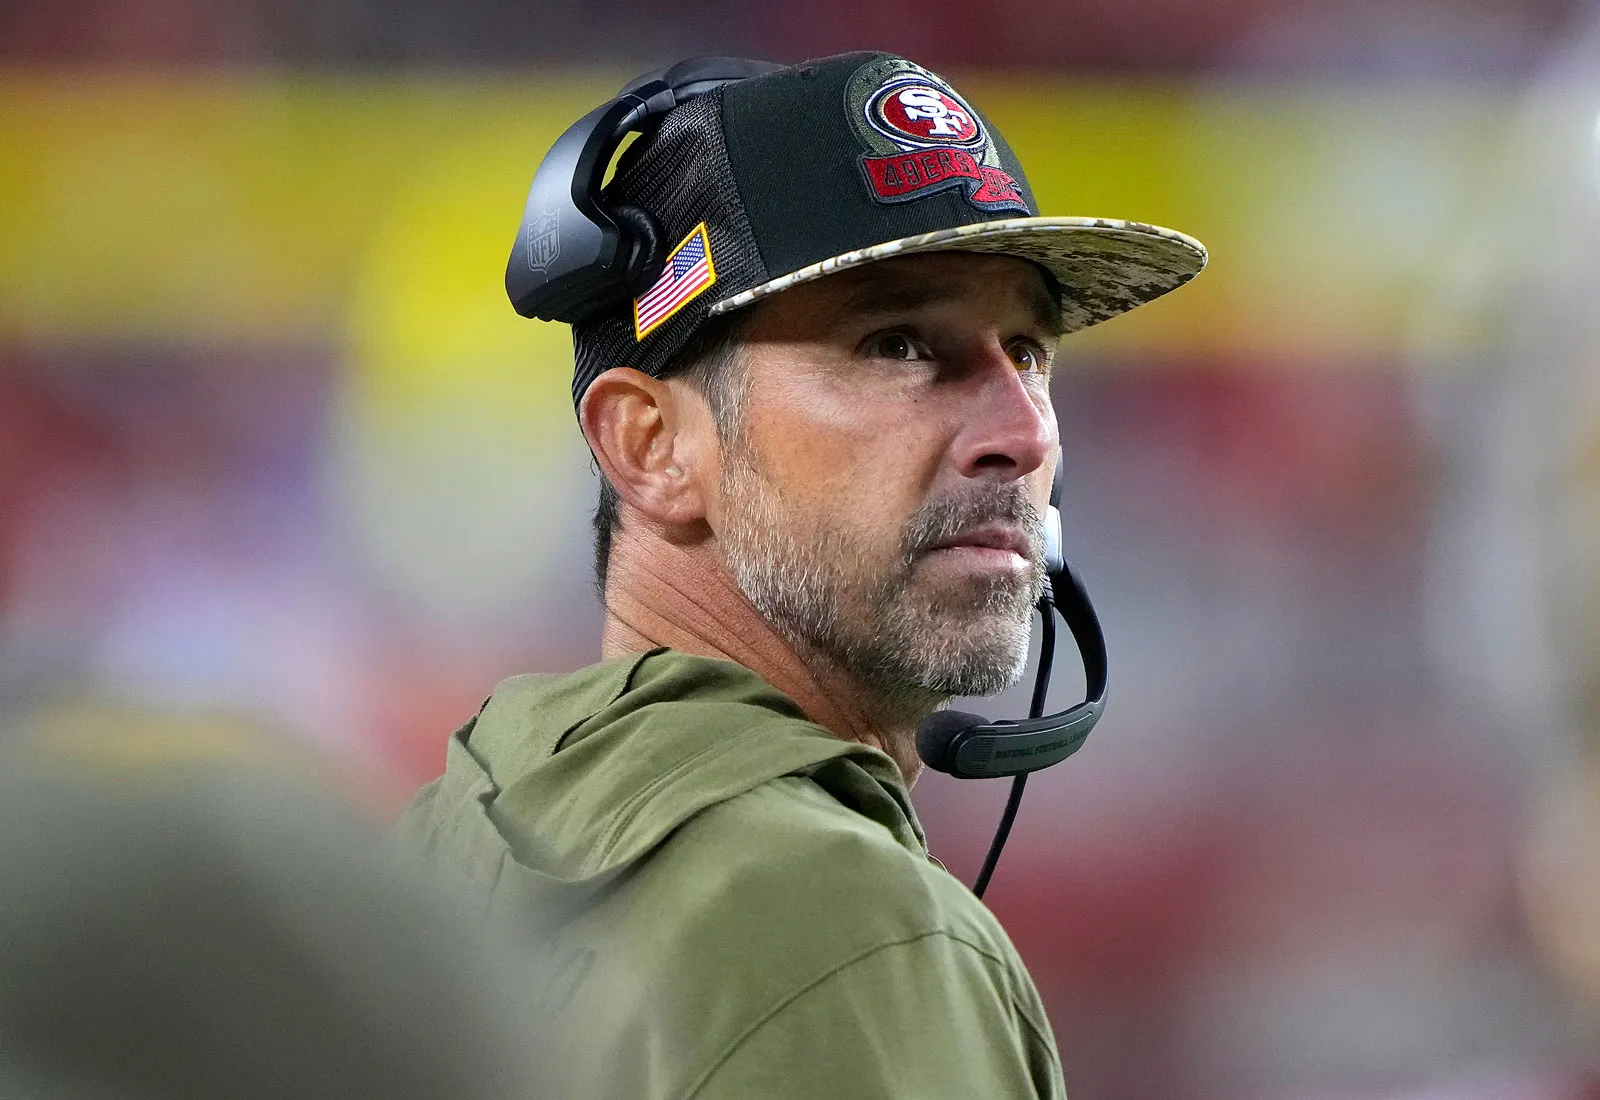 SF
49ERS
NFL
NATIONAL FOOTBALL LEAGUE